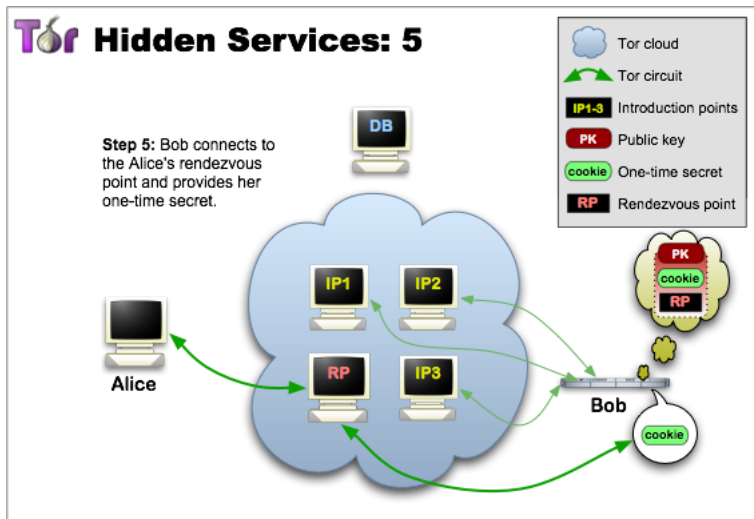 Tor Hidden Services: 5
Step 5: Bob connects to
the Alice's rendezvous
point and provides her
one-time secret.
DB
Tor cloud
Tor circuit
IP1-3 Introduction points
PK Public key
cookie One-time secret
RP Rendezvous point
IP1 IP2
RP IP3
Alice
PK
cookie
RP
Bob
cookie